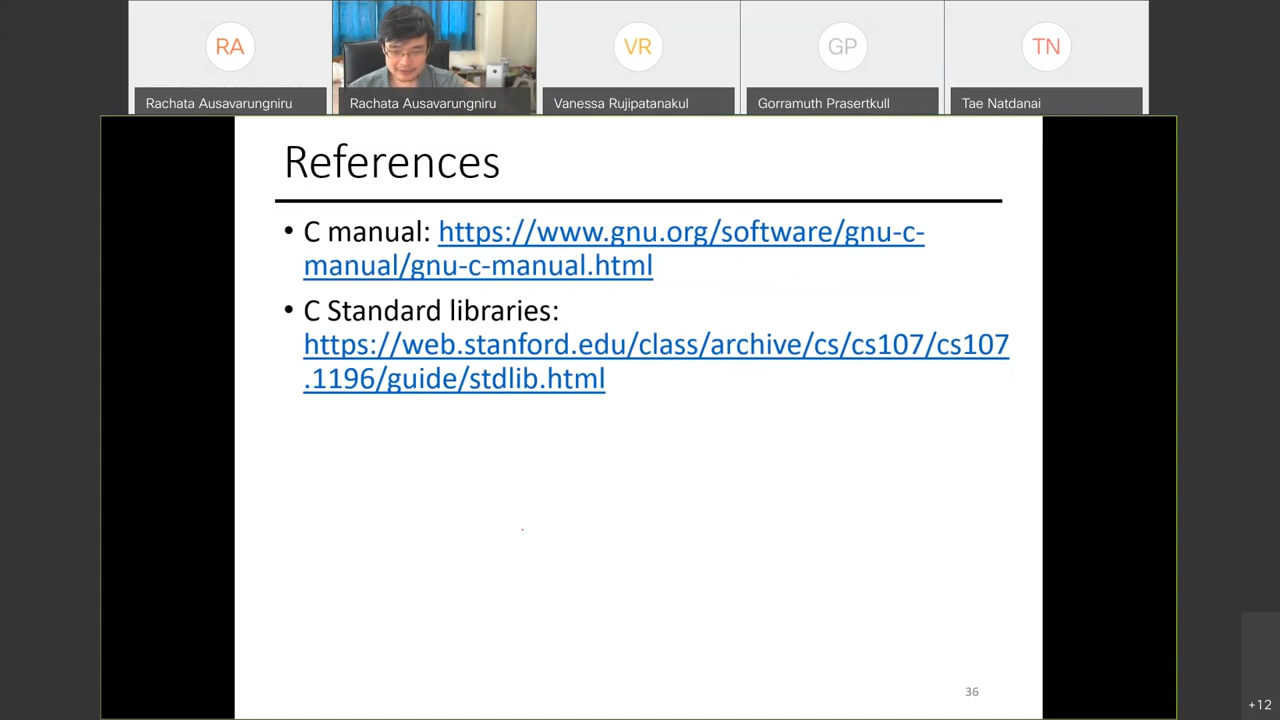 RA
VR
GP
TN
Rachata Ausavarungniru
Rachata Ausavarungniru
Vanessa Rujipatanakul
Gorramuth Prasertkull
Tae Natdanai
References
• C manual: https://www.gnu.org/software/gnu-c-
manual/gnu-c-manual.html
• C Standard libraries:
https://web.stanford.edu/class/archive/cs/cs107/cs107
.1196/guide/stdlib.html
36
+12